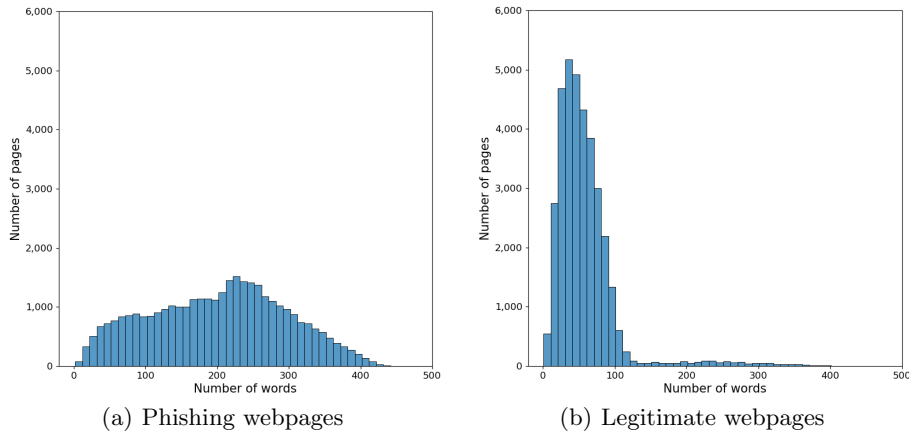 6,000
5,000
4,000
3,000
2,000
1,000
0
Number of pages
0 100 200 300 400 500
Number of words
(a) Phishing webpages
6,000
5,000
4,000
3,000
2,000
1,000
0
Number of pages
0 100 200 300 400 500
Number of words
(b) Legitimate webpages